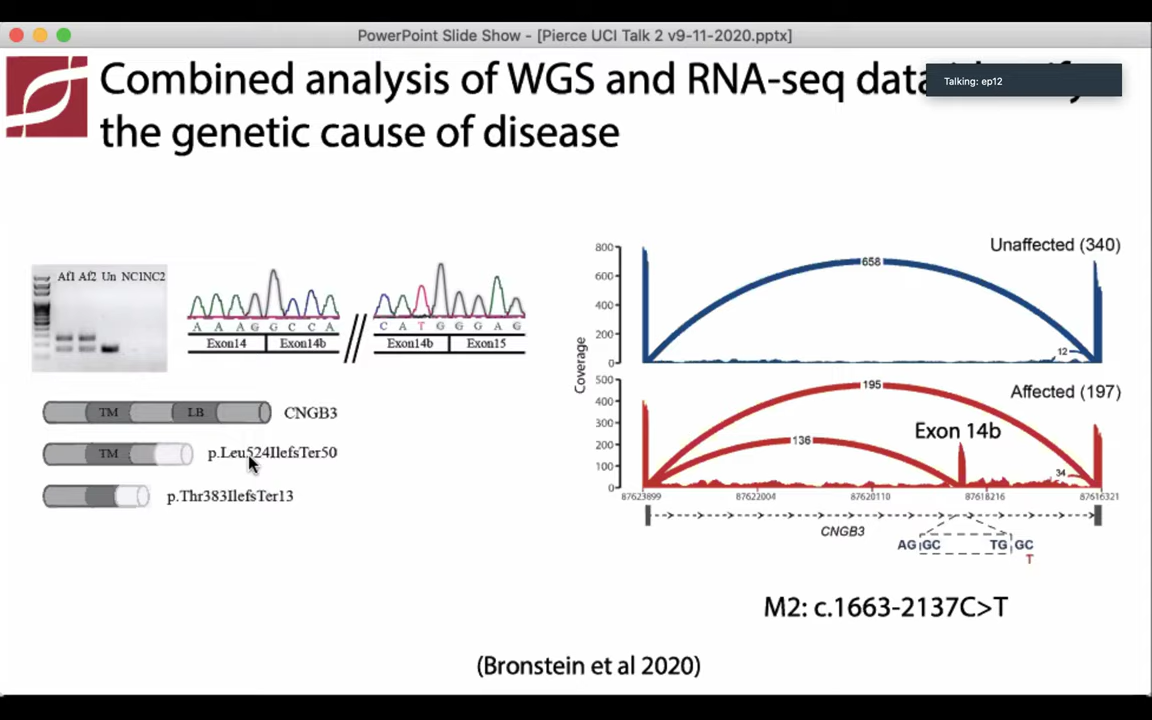 PowerPoint Slide Show - [Pierce UCI Talk 2 v9-11-2020.pptx]
Combined analysis of WGS and RNA-seq data
Talking: ep12
the genetic cause of disease
Af1 Af2 Un NC1NC2
A A A G G C C A
Exon14 Exon14b
C A T G G G A G
Exon14b Exon15
TM LB CNGB3
TM p.Leu524IlefsTer50
p.Thr383IlefsTer13
Coverage
800
600
400
200
0
Unaffected (340)
658
12
500
400
300
200
100
0
Affected (197)
195
136
Exon 14b
34
87623899 87622004 87620110 87618216 87616321
CNGB3
AG GC TG GC
T
M2: c.1663-2137C>T
(Bronstein et al 2020)